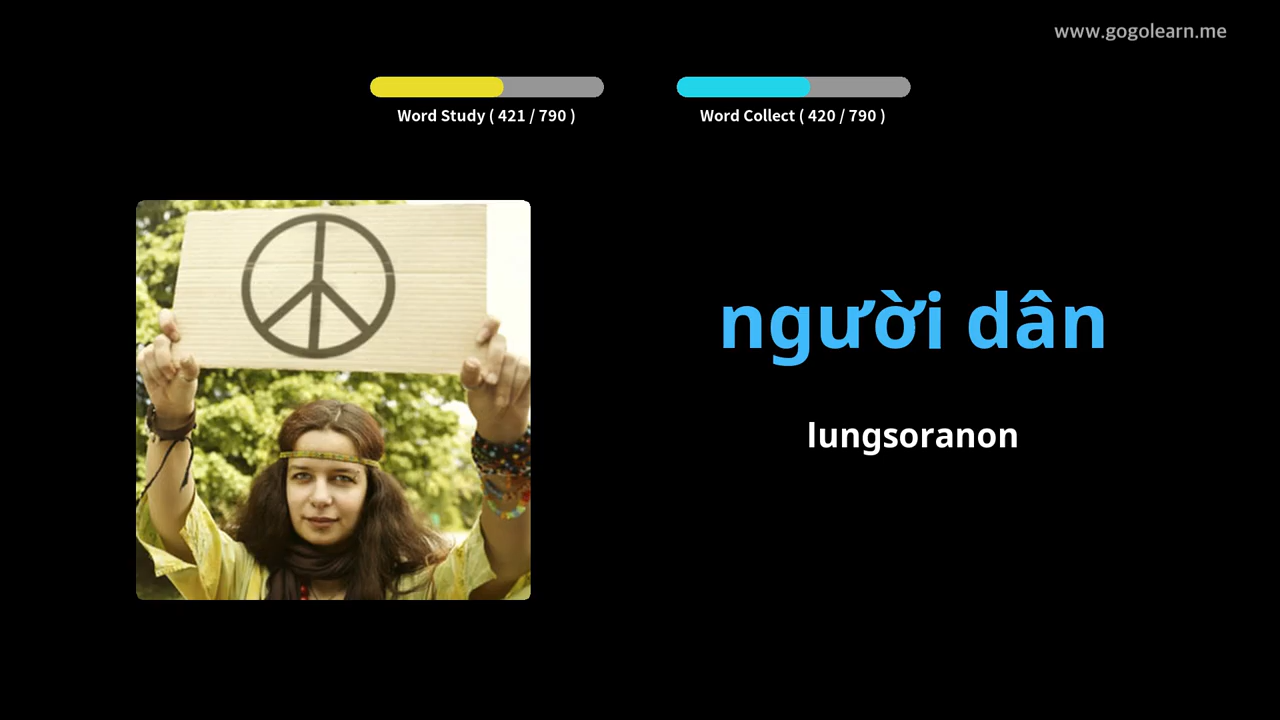 www.gogolearn.me
Word Study ( 421 / 790 )
Word Collect ( 420 / 790 )
người dân
lungsoranon